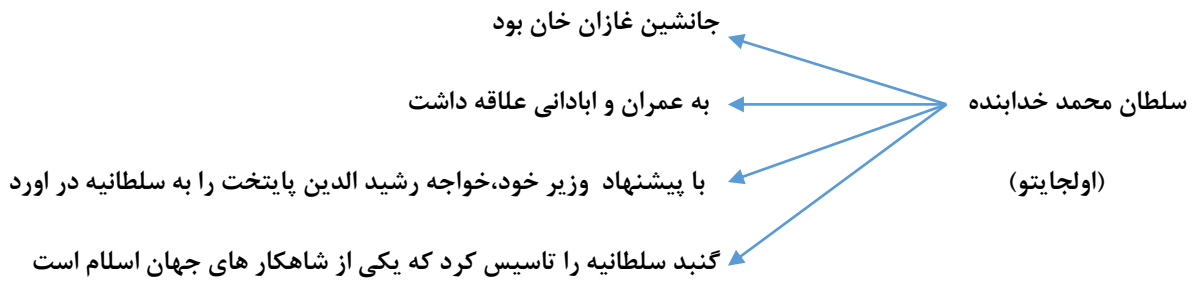 جانشین غازان خان بود
سلطان محمد خدابنده
به عمران و ابادانی علاقه داشت
(اولجایتو)
با پیشنهاد وزیر خود،خواجه رشید الدین پایتخت را به سلطانیه در اورد
گنبد سلطانیه را تاسیس کرد که یکی از شاهکار های جهان اسلام است